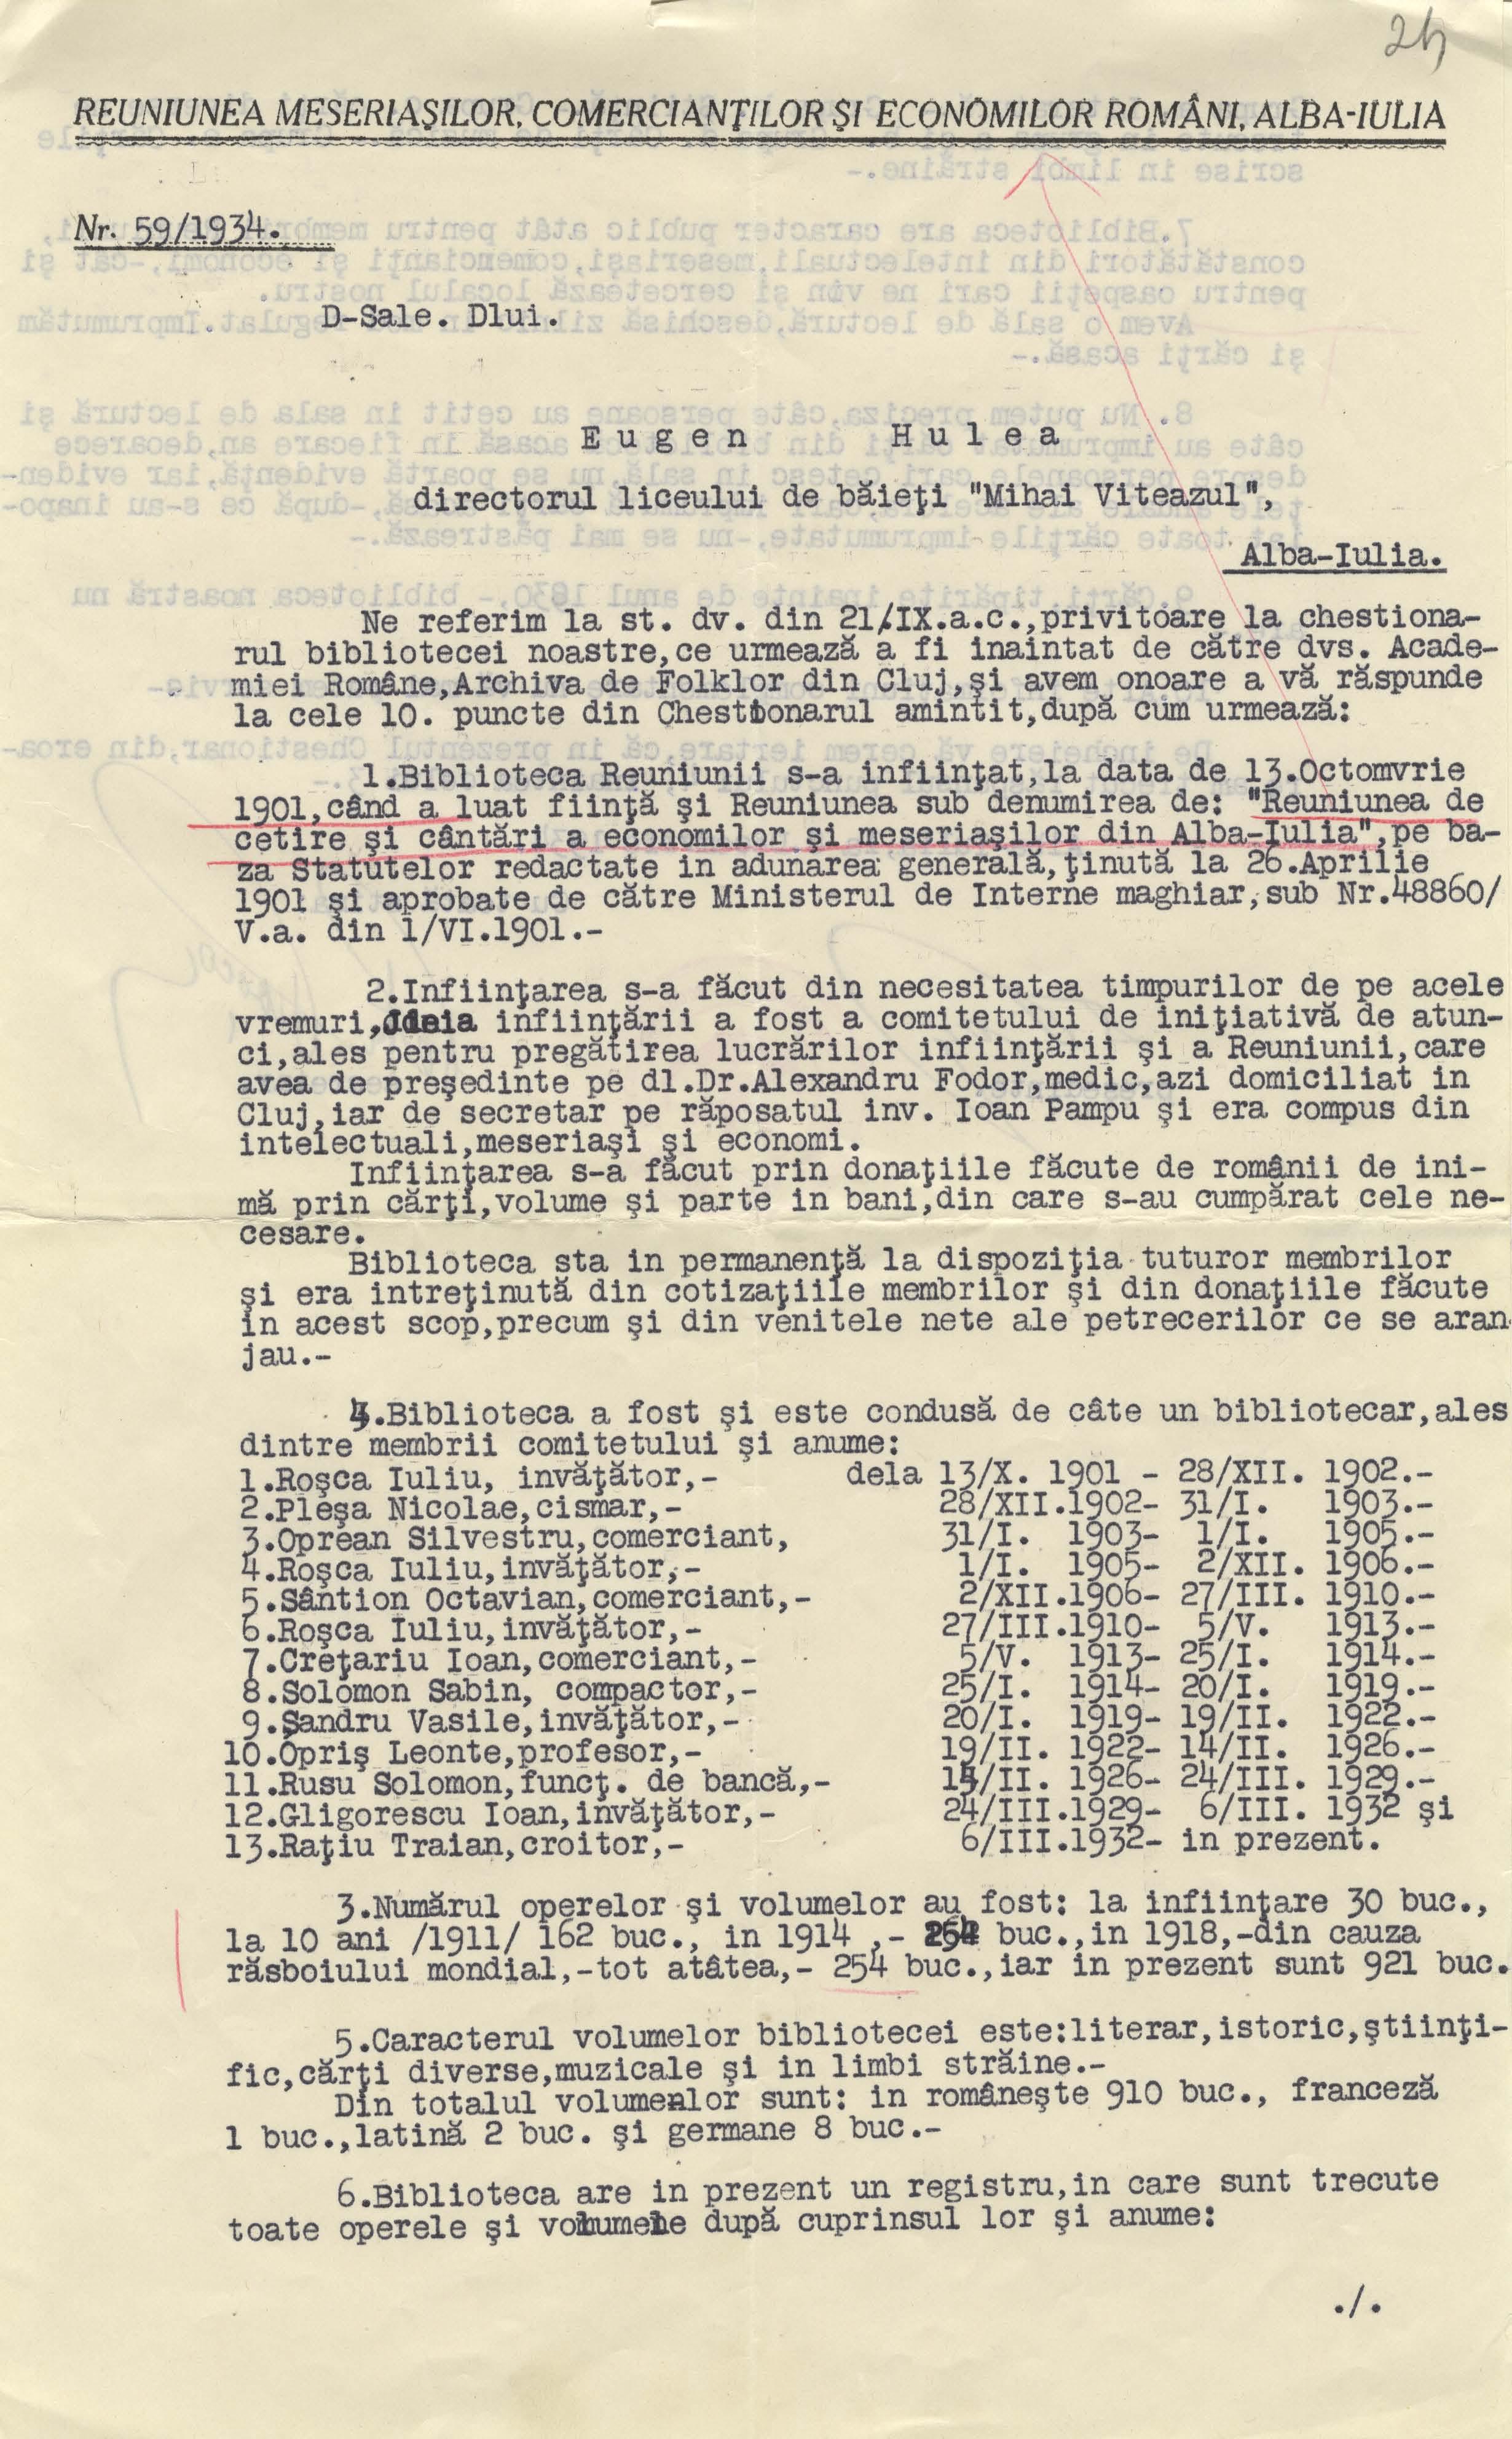 24
REUNIUNEA MESERIAŞILOR, COMERCIANŢILOR ŞI ECONOMILOR ROMÂNI, ALBA-IULIA
Nr. 59/1934.
D-Sale. Dlui.
Eugen Hulea
directorul liceului de băieţi "Mihai Viteazul",
Alba-Iulia.
Ne referim la st. dv. din 21/IX.a.c.,privitoare la chestiona-
rul bibliotecei noastre,ce urmează a fi inaintat de către dvs. Acade-
miei Române,Archiva de Folklor din Cluj,şi avem onoare a vă răspunde
la cele 10. puncte din Chestionarul amintit,după cum urmează:
1.Biblioteca Reuniunii s-a infiinţat,la data de 13.Octomvrie
1901,când a luat fiinţă şi Reuniunea sub denumirea de: "Reuniunea de
cetire şi cântări a economilor şi meseriaşilor din Alba-Iulia",pe ba-
za Statutelor redactate in adunarea generală,ţinută la 26.Aprilie
1901 şi aprobate de către Ministerul de Interne maghiar,sub Nr.48860/
V.a. din 1/VI.1901.-
2.Infiinţarea s-a făcut din necesitatea timpurilor de pe acele
vremuri,Ideia infiinţării a fost a comitetului de iniţiativă de atun-
ci,ales pentru pregătirea lucrărilor infiinţării şi a Reuniunii,care
avea de preşedinte pe dl.Dr.Alexandru Fodor,medic,azi domiciliat in
Cluj,iar de secretar pe răposatul inv. Ioan Pampu şi era compus din
intelectuali,meseriaşi şi economi.
Infiinţarea s-a făcut prin donaţiile făcute de românii de ini-
mă prin cărţi,volume şi parte in bani,din care s-au cumpărat cele ne-
cesare.
Biblioteca sta in permanenţă la dispoziţia tuturor membrilor
şi era intreţinută din cotizaţiile membrilor şi din donaţiile făcute
in acest scop,precum şi din venitele nete ale petrecerilor ce se aran
jau.-
4.Biblioteca a fost şi este condusă de câte un bibliotecar,ales
dintre membrii comitetului şi anume:
1.Roşca Iuliu, invăţător,- dela 13/X. 1901 - 28/XII. 1902.-
2.Pleşa Nicolae,cismar,- 28/XII.1902- 31/I. 1903.-
3.Oprean Silvestru,comerciant, 31/I. 1903- 1/I. 1905.-
4.Roşca Iuliu,invăţător,- 1/I. 1905- 2/XII. 1906.-
5.Sântion Octavian,comerciant,- 2/XII.1906- 27/III. 1910.-
6.Roşca Iuliu,invăţător,- 27/III.1910- 5/V. 1913.-
7.Creţariu Ioan,comerciant,- 5/V. 1913- 25/I. 1914.-
8.Solomon Sabin, compactor,- 25/I. 1914- 20/I. 1919.-
9.Şandru Vasile,invăţător,- 20/I. 1919- 19/II. 1922.-
10.Opriş Leonte,profesor,- 19/II. 1922- 14/II. 1926.-
11.Rusu Solomon,funcţ. de bancă,- 14/II. 1926- 24/III. 1929.-
12.Gligorescu Ioan,invăţător,- 24/III.1929- 6/III. 1932 şi
13.Raţiu Traian,croitor,- 6/III.1932- in prezent.
3.Numărul operelor şi volumelor au fost: la infiinţare 30 buc.,
la 10 ani /1911/ 162 buc., in 1914 ,- 254 buc.,in 1918,-din cauza
răsboiului mondial,-tot atâtea,- 254 buc.,iar in prezent sunt 921 buc.
5.Caracterul volumelor bibliotecei este:literar,istoric,ştiinţi-
fic,cărţi diverse,muzicale şi in limbi străine.-
Din totalul volumenlor sunt: in româneşte 910 buc., franceză
1 buc.,latină 2 buc. şi germane 8 buc.-
6.Biblioteca are in prezent un registru,in care sunt trecute
toate operele şi volumele după cuprinsul lor şi anume:
./.